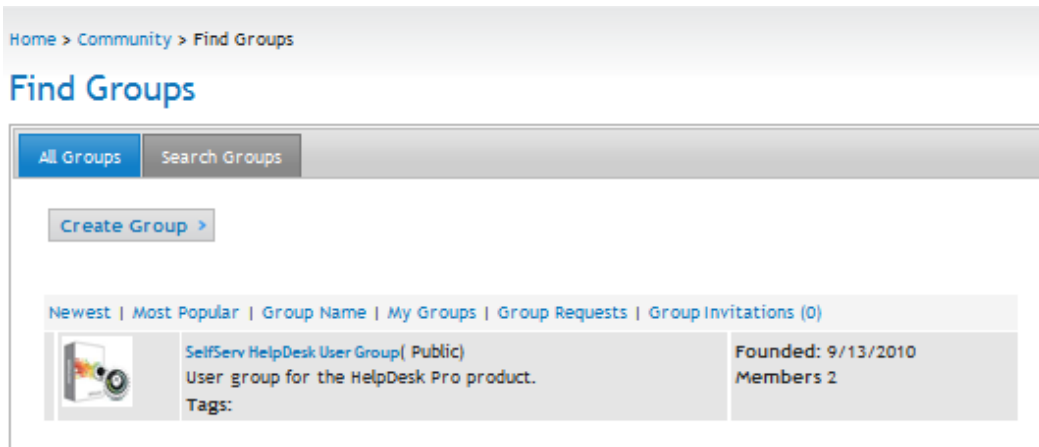 Home > Community > Find Groups
Find Groups
All Groups Search Groups
Create Group >
Newest | Most Popular | Group Name | My Groups | Group Requests | Group Invitations (0)
SelfServ HelpDesk User Group( Public) Founded: 9/13/2010
User group for the HelpDesk Pro product. Members 2
Tags: